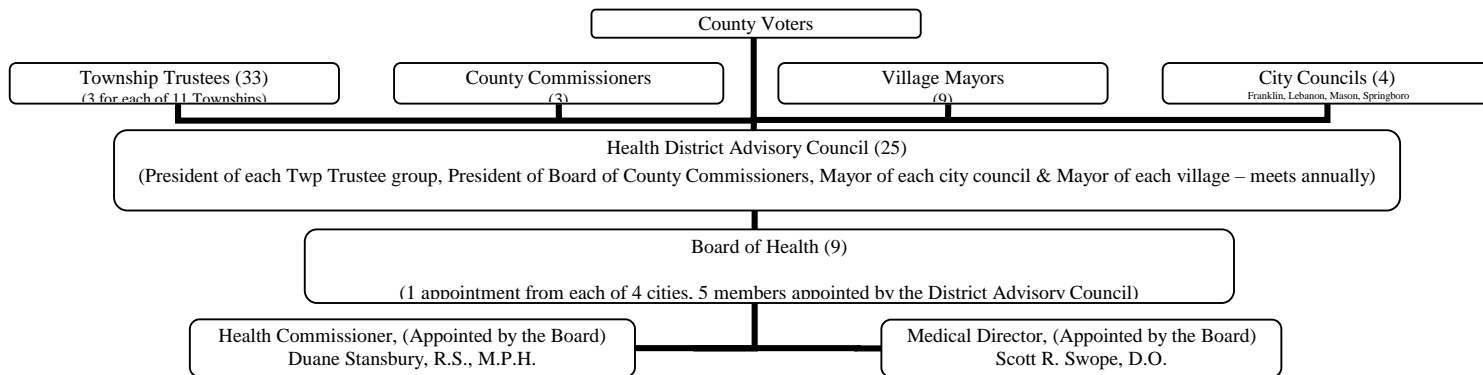 County Voters
Township Trustees (33)
(3 for each of 11 Townships)
County Commissioners
(3)
Village Mayors
(9)
City Councils (4)
Franklin, Lebanon, Mason, Springboro
Health District Advisory Council (25)
(President of each Twp Trustee group, President of Board of County Commissioners, Mayor of each city council & Mayor of each village – meets annually)
Board of Health (9)
(1 appointment from each of 4 cities, 5 members appointed by the District Advisory Council)
Health Commissioner, (Appointed by the Board)
Duane Stansbury, R.S., M.P.H.
Medical Director, (Appointed by the Board)
Scott R. Swope, D.O.